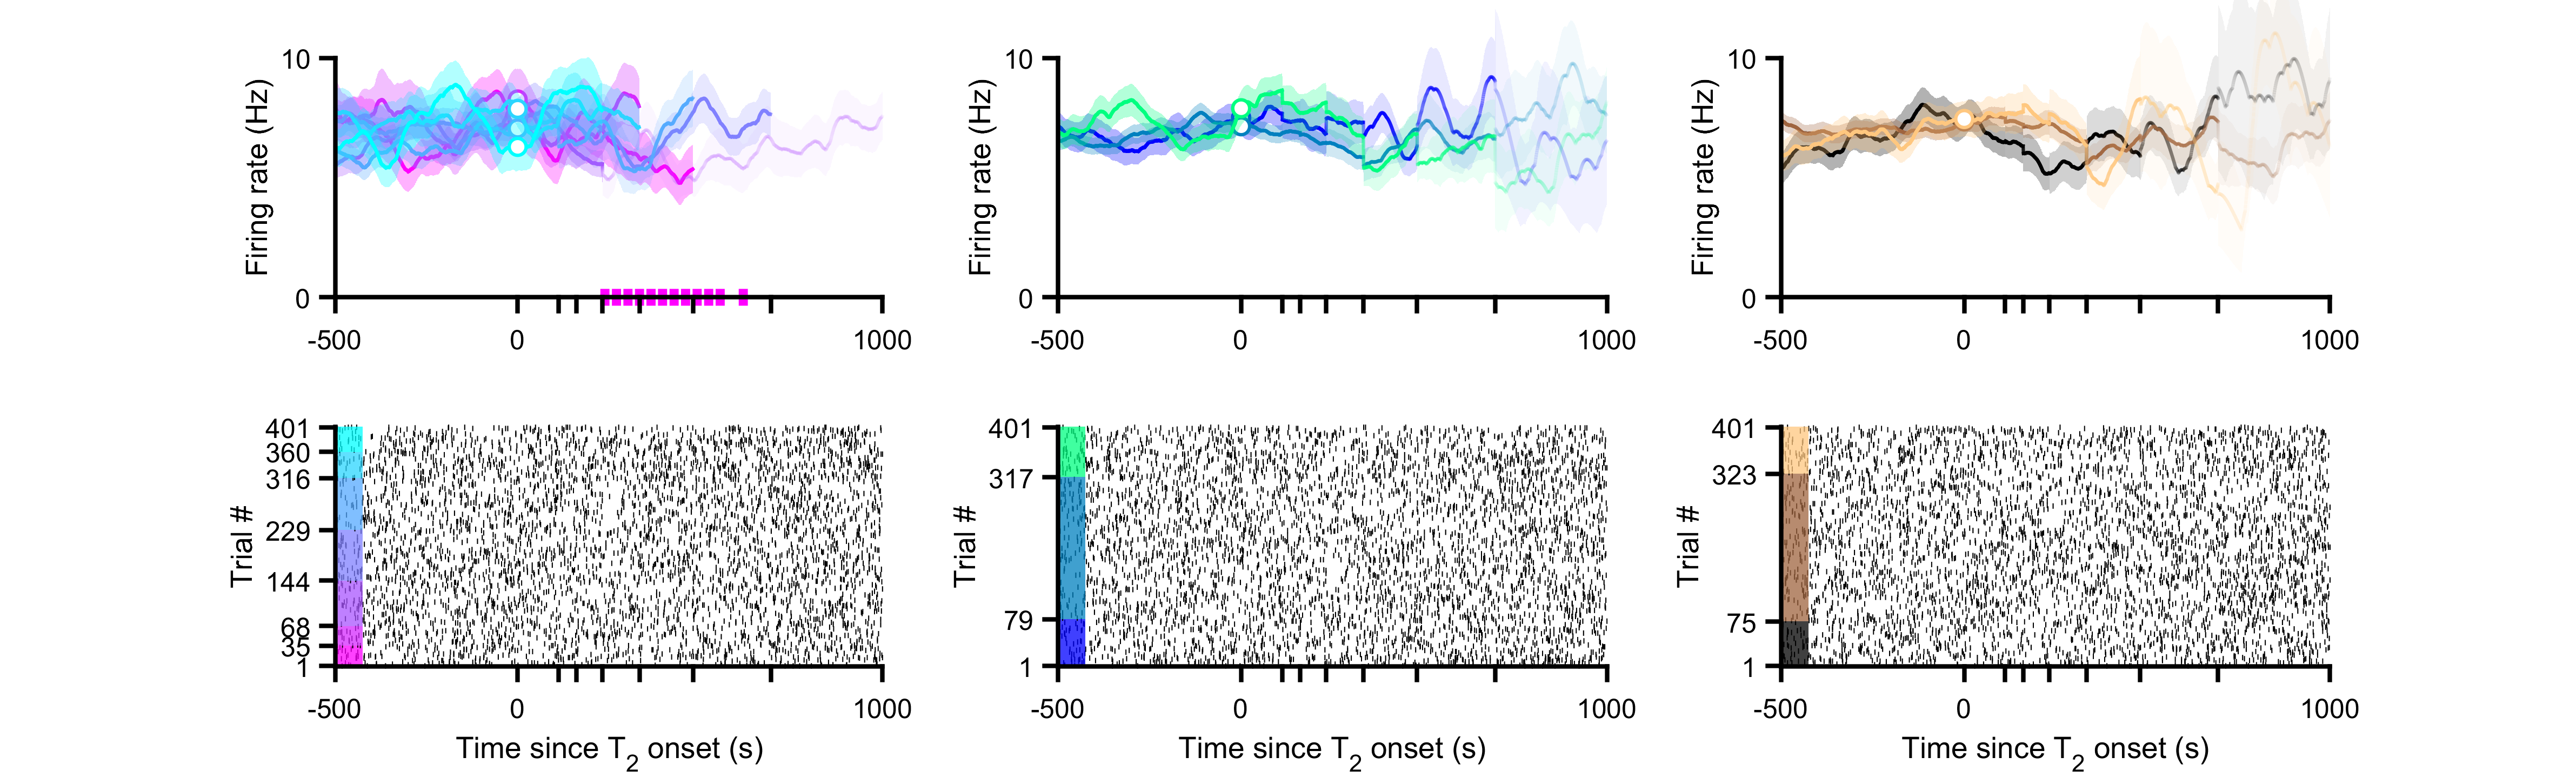 10
Firing rate (Hz)
0
-500 0 1000
10
Firing rate (Hz)
0
-500 0 1000
10
Firing rate (Hz)
0
-500 0 1000
401
360
316
229
144
68
35
1
Trial #
-500 0 1000
Time since T2 onset (s)
401
317
79
1
Trial #
-500 0 1000
Time since T2 onset (s)
401
323
75
1
Trial #
-500 0 1000
Time since T2 onset (s)